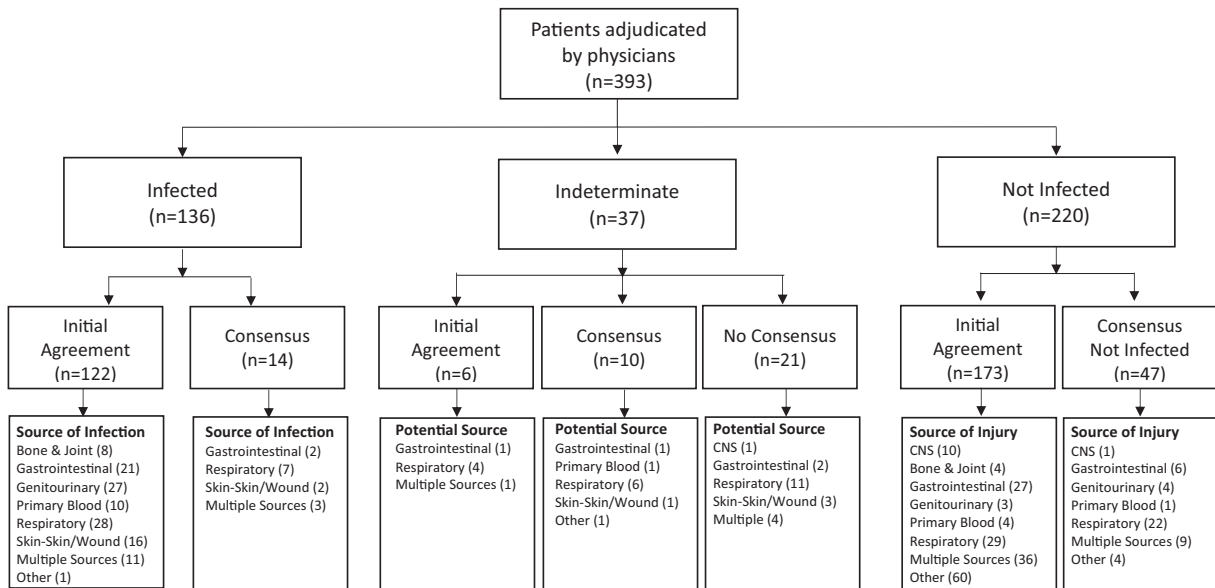 Patients adjudicated
by physicians
(n=393)
Infected
(n=136)
Indeterminate
(n=37)
Not Infected
(n=220)
Initial
Agreement
(n=122)
Consensus
(n=14)
Initial
Agreement
(n=6)
Consensus
(n=10)
No Consensus
(n=21)
Initial
Agreement
(n=173)
Consensus
Not Infected
(n=47)
Source of Infection
Bone & Joint (8)
Gastrointestinal (21)
Genitourinary (27)
Primary Blood (10)
Respiratory (28)
Skin-Skin/Wound (16)
Multiple Sources (11)
Other (1)
Source of Infection
Gastrointestinal (2)
Respiratory (7)
Skin-Skin/Wound (2)
Multiple Sources (3)
Potential Source
Gastrointestinal (1)
Respiratory (4)
Multiple Sources (1)
Potential Source
Gastrointestinal (1)
Primary Blood (1)
Respiratory (6)
Skin-Skin/Wound (1)
Other (1)
Potential Source
CNS (1)
Gastrointestinal (2)
Respiratory (11)
Skin-Skin/Wound (3)
Multiple (4)
Source of Injury
CNS (10)
Bone & Joint (4)
Gastrointestinal (27)
Genitourinary (3)
Primary Blood (4)
Respiratory (29)
Multiple Sources (36)
Other (60)
Source of Injury
CNS (1)
Gastrointestinal (6)
Genitourinary (4)
Primary Blood (1)
Respiratory (22)
Multiple Sources (9)
Other (4)